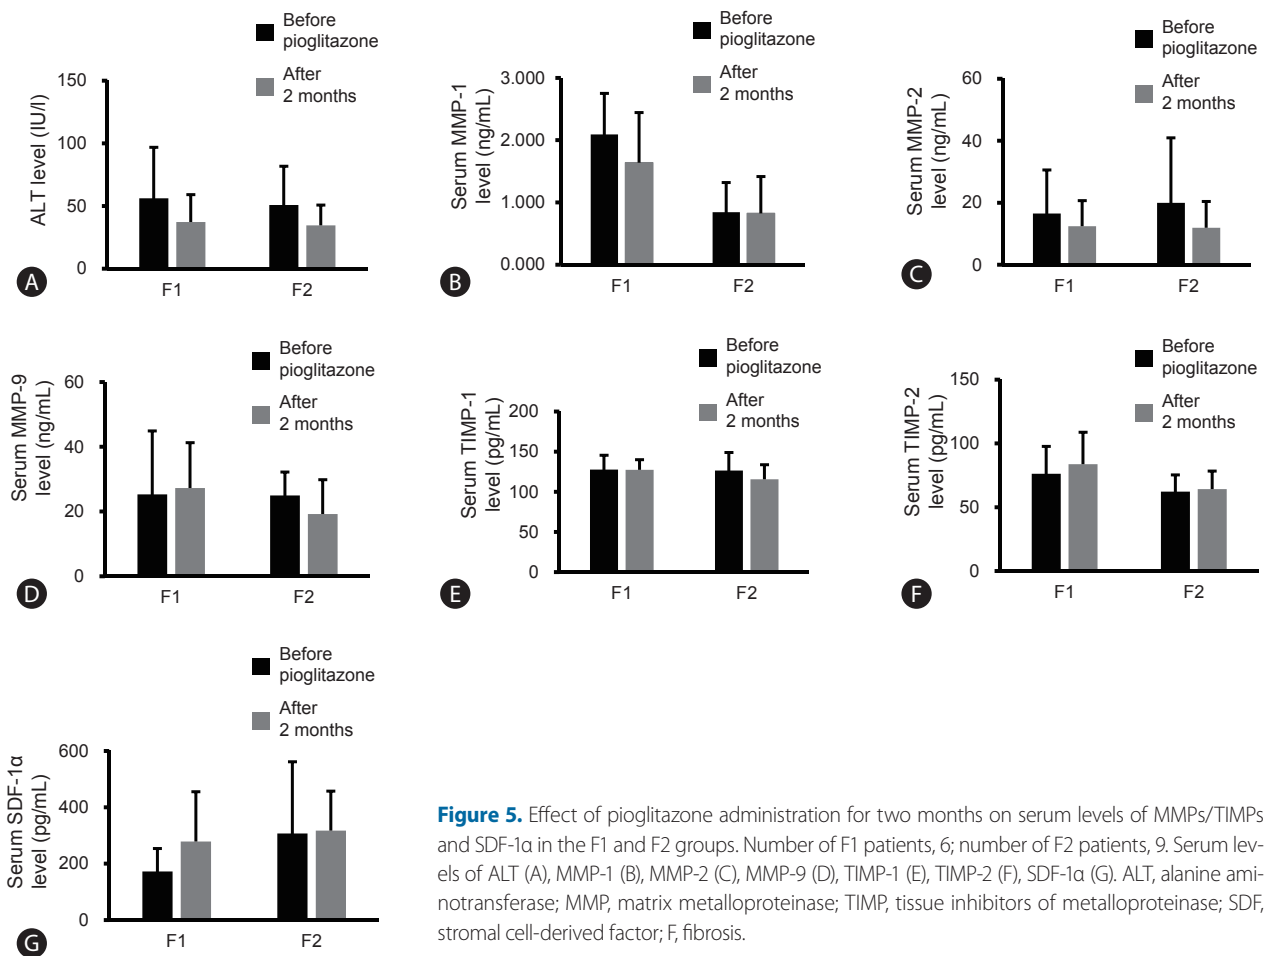 Before
pioglitazone
After
2 months
ALT level (IU/l)
150
100
50
0
F1
F2
A
Before
pioglitazone
After
2 months
Serum MMP-1
level (ng/mL)
3.000
2.000
1.000
0.000
F1
F2
B
Before
pioglitazone
After
2 months
Serum MMP-2
level (ng/mL)
60
40
20
0
F1
F2
C
Before
pioglitazone
After
2 months
Serum MMP-9
level (ng/mL)
60
40
20
0
F1
F2
D
Before
pioglitazone
After
2 months
Serum TIMP-1
level (pg/mL)
200
150
100
50
0
F1
F2
E
Before
pioglitazone
After
2 months
Serum TIMP-2
level (pg/mL)
150
100
50
0
F1
F2
F
Before
pioglitazone
After
2 months
Serum SDF-1α
level (pg/mL)
600
400
200
0
F1
F2
G
Figure 5. Effect of pioglitazone administration for two months on serum levels of MMPs/TIMPs
and SDF-1α in the F1 and F2 groups. Number of F1 patients, 6; number of F2 patients, 9. Serum lev-
els of ALT (A), MMP-1 (B), MMP-2 (C), MMP-9 (D), TIMP-1 (E), TIMP-2 (F), SDF-1α (G). ALT, alanine ami-
notransferase; MMP, matrix metalloproteinase; TIMP, tissue inhibitors of metalloproteinase; SDF,
stromal cell-derived factor; F, fibrosis.